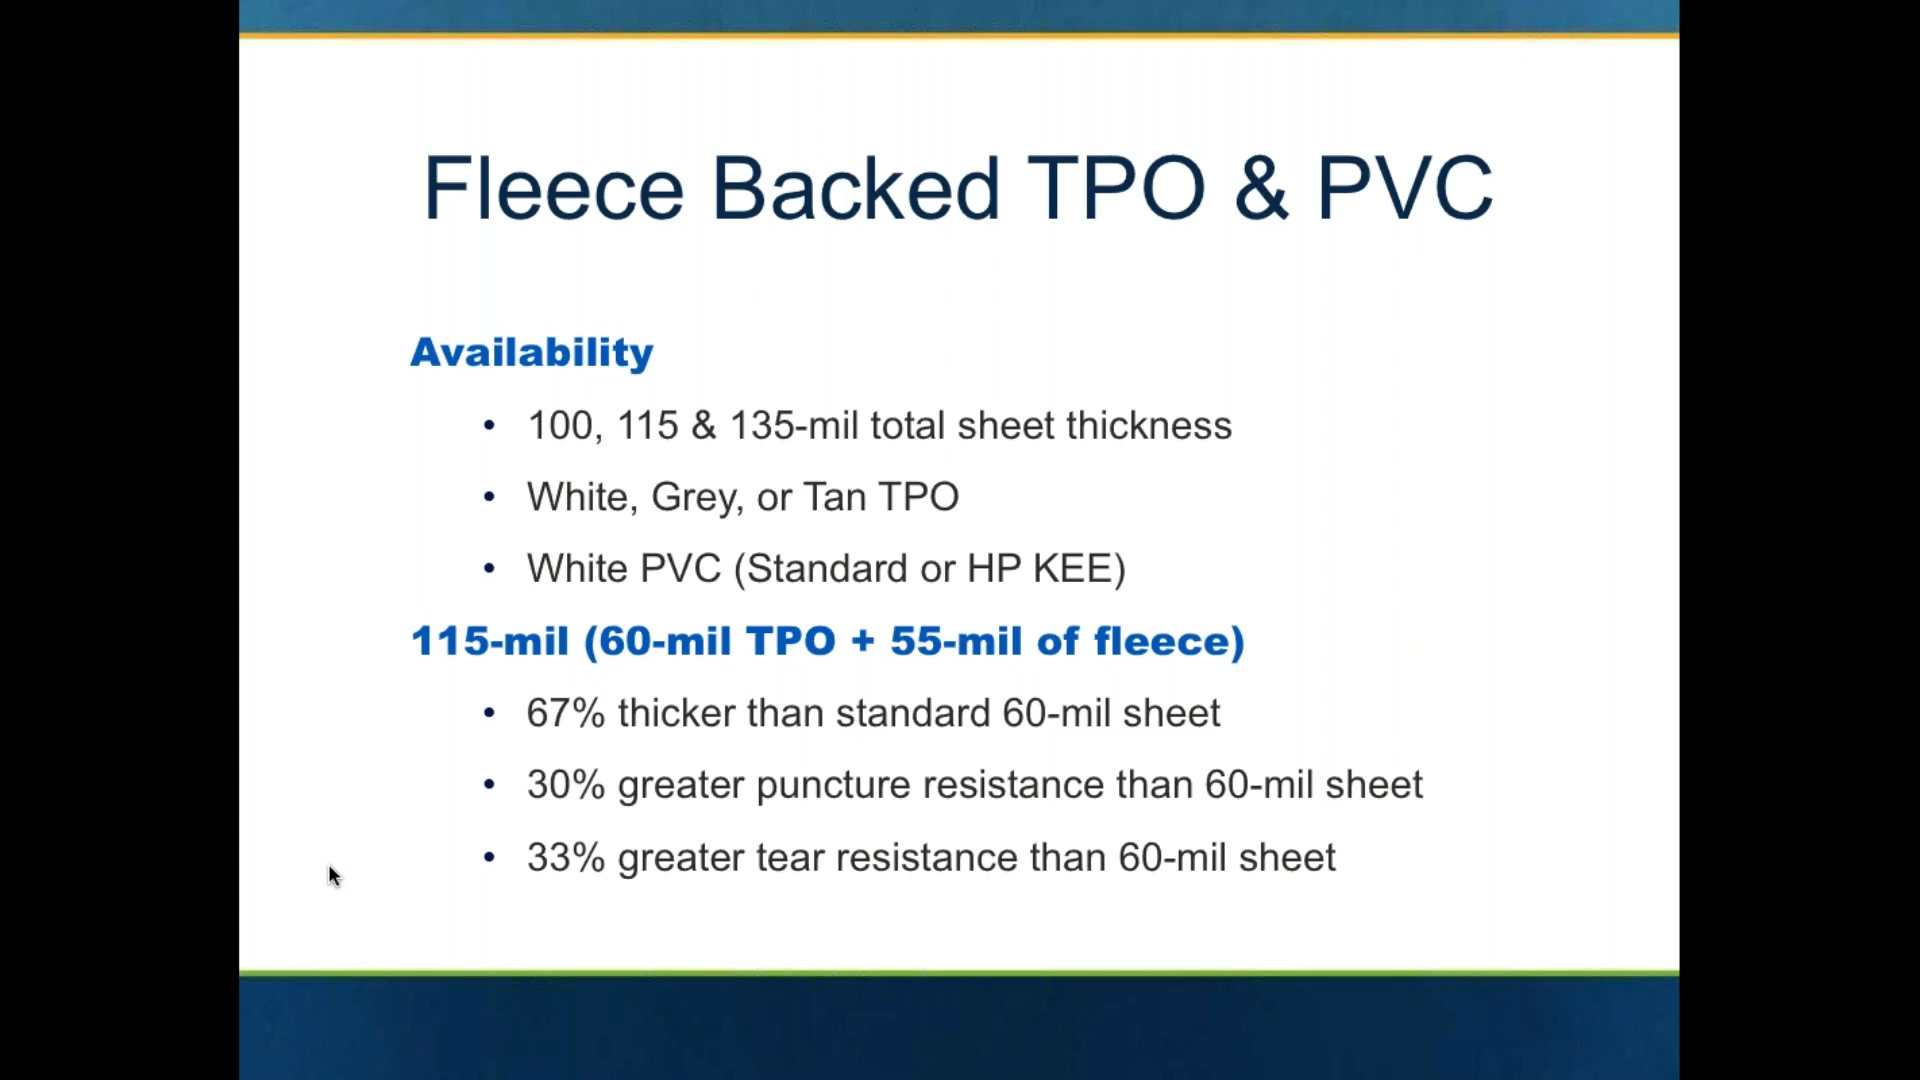 Fleece Backed TPO & PVC
Availability
• 100, 115 & 135-mil total sheet thickness
• White, Grey, or Tan TPO
• White PVC (Standard or HP KEE)
115-mil (60-mil TPO + 55-mil of fleece)
• 67% thicker than standard 60-mil sheet
• 30% greater puncture resistance than 60-mil sheet
• 33% greater tear resistance than 60-mil sheet